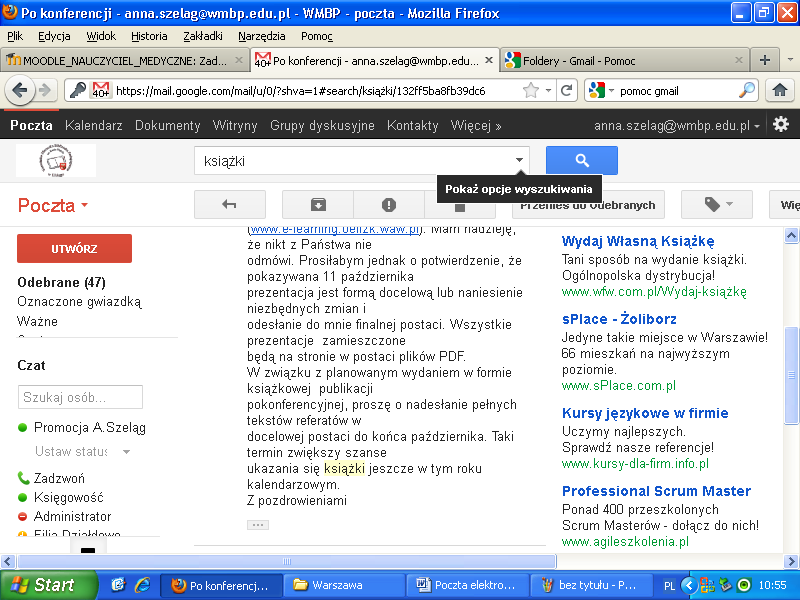 Po konferencji - anna.szelag@wmbp.edu.pl - WMBP - poczta - Mozilla Firefox
Plik Edycja Widok Historia Zakładki Narzędzia Pomoc
MOODLE_NAUCZYCIEL_MEDYCZNE: Zad...
Po konferencji - anna.szelag@wmbp.edu...
Foldery - Gmail - Pomoc
40+ https://mail.google.com/mail/u/0/?shva=1#search/książki/132ff5ba8fb39dc6
pomoc gmail
Poczta Kalendarz Dokumenty Witryny Grupy dyskusyjne Kontakty Więcej »
anna.szelag@wmbp.edu.pl
książki
Pokaż opcje wyszukiwania
Poczta
Przenieś do Odebranych
Wię
UTWÓRZ
Odebrane (47)
Oznaczone gwiazdką
Ważne
Czat
Szukaj osób...
Promocja A.Szeląg
Ustaw status
Zadzwoń
Księgowość
Administrator
Filia Działdowo
(www.e-learning.oeiizk.waw.pl). Mam nadzieję,
że nikt z Państwa nie
odmówi. Prosiłabym jednak o potwierdzenie, że
pokazywana 11 października
prezentacja jest formą docelową lub naniesienie
niezbędnych zmian i
odesłanie do mnie finalnej postaci. Wszystkie
prezentacje zamieszczone
będą na stronie w postaci plików PDF.
W związku z planowanym wydaniem w formie
książkowej publikacji
pokonferencyjnej, proszę o nadesłanie pełnych
tekstów referatów w
docelowej postaci do końca października. Taki
termin zwiększy szanse
ukazania się książki jeszcze w tym roku
kalendarzowym.
Z pozdrowieniami
Wydaj Własną Książkę
Tani sposób na wydanie książki.
Ogólnopolska dystrybucja!
www.wfw.com.pl/Wydaj-książkę
sPlace - Żoliborz
Jedyne takie miejsce w Warszawie!
66 mieszkań na najwyższym
poziomie.
www.sPlace.com.pl
Kursy językowe w firmie
Uczymy najlepszych.
Sprawdź nasze referencje!
www.kursy-dla-firm.info.pl
Professional Scrum Master
Ponad 400 przeszkolonych
Scrum Masterów - dołącz do nich!
www.agileszkolenia.pl
Start
Po konferencj...
Warszawa
Poczta elektro...
bez tytułu - P...
PL
10:55